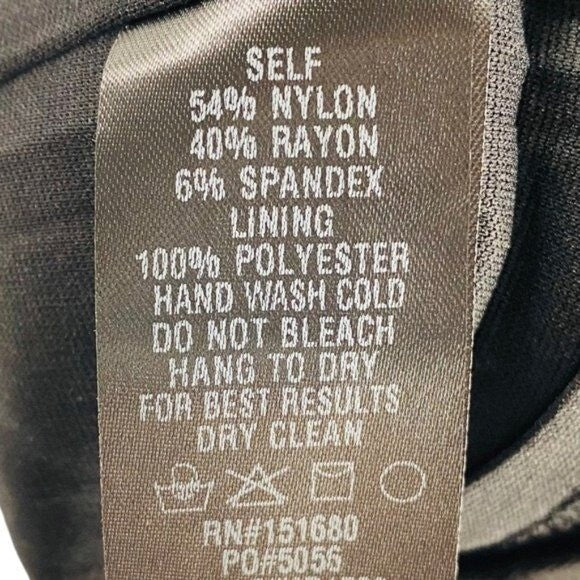 SELF
54% NYLON
40% RAYON
6% SPANDEX
LINING
100% POLYESTER
HAND WASH COLD
DO NOT BLEACH
HANG TO DRY
FOR BEST RESULTS
DRY CLEAN
RN#151680
PO#5056